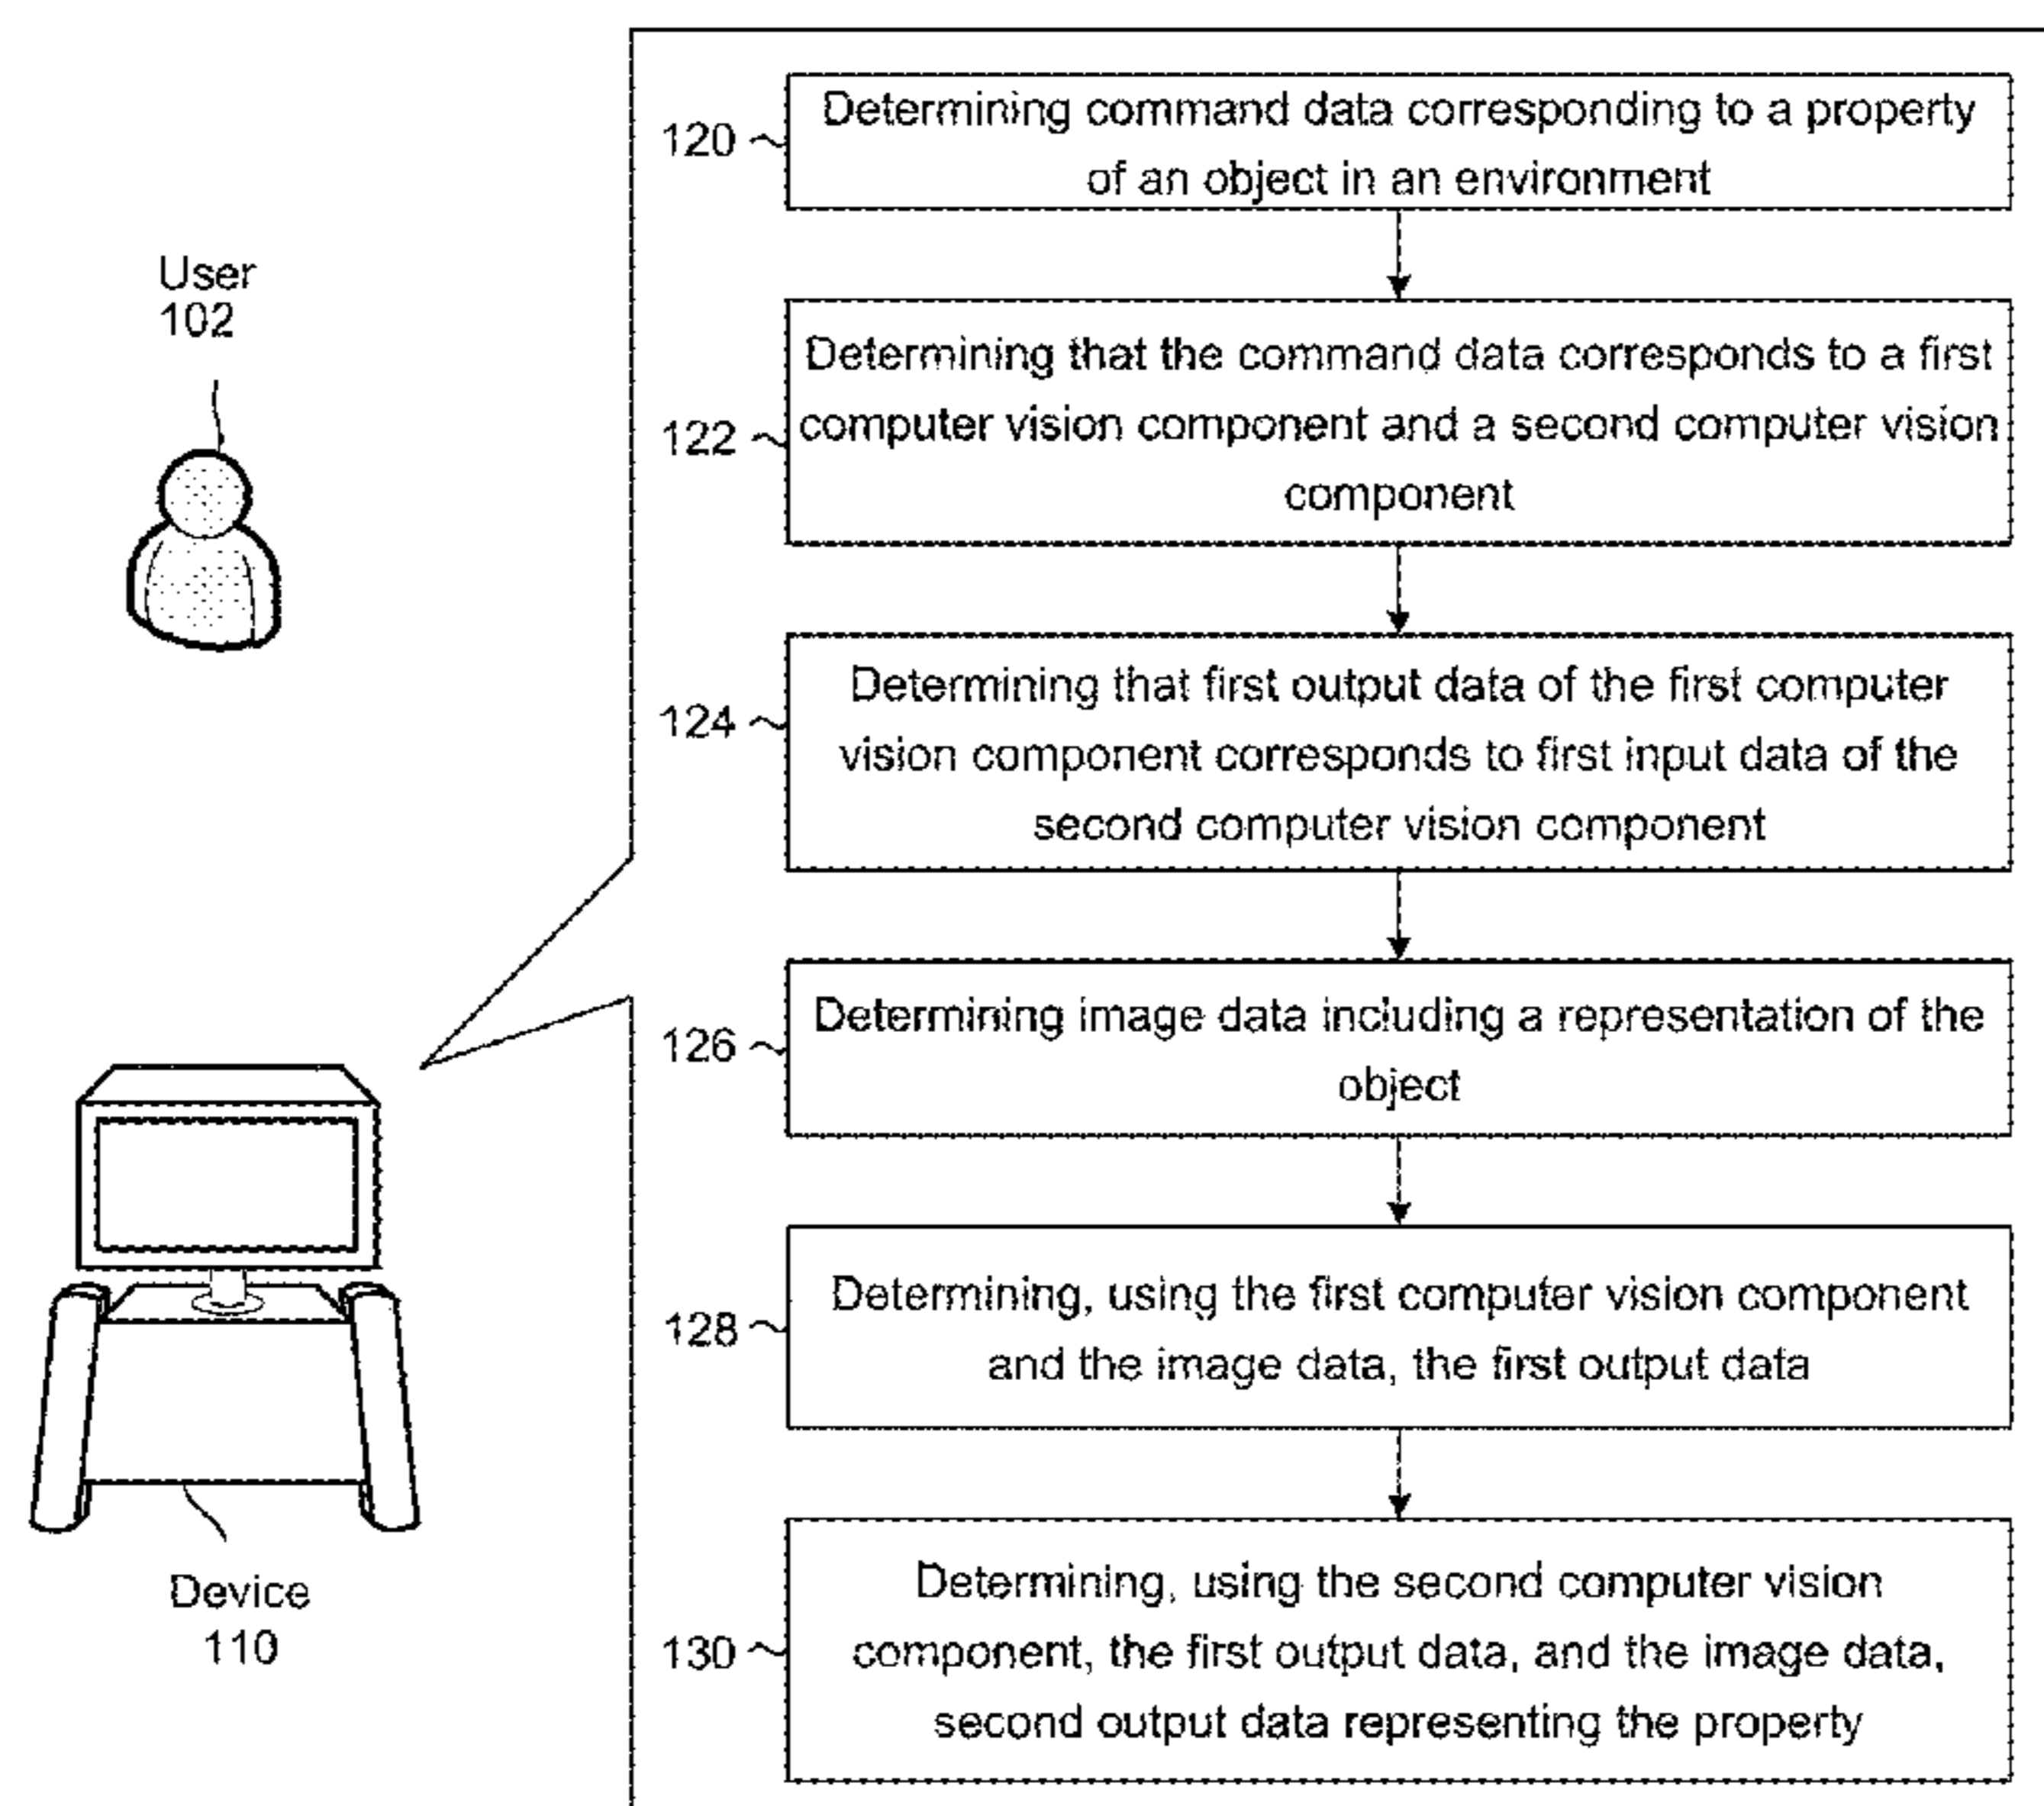 User
102
Device
110
120
Determining command data corresponding to a property
of an object in an environment
122
Determining that the command data corresponds to a first
computer vision component and a second computer vision
component
124
Determining that first output data of the first computer
vision component corresponds to first input data of the
second computer vision component
126
Determining image data including a representation of the
object
128
Determining, using the first computer vision component
and the image data, the first output data
130
Determining, using the second computer vision
component, the first output data, and the image data,
second output data representing the property